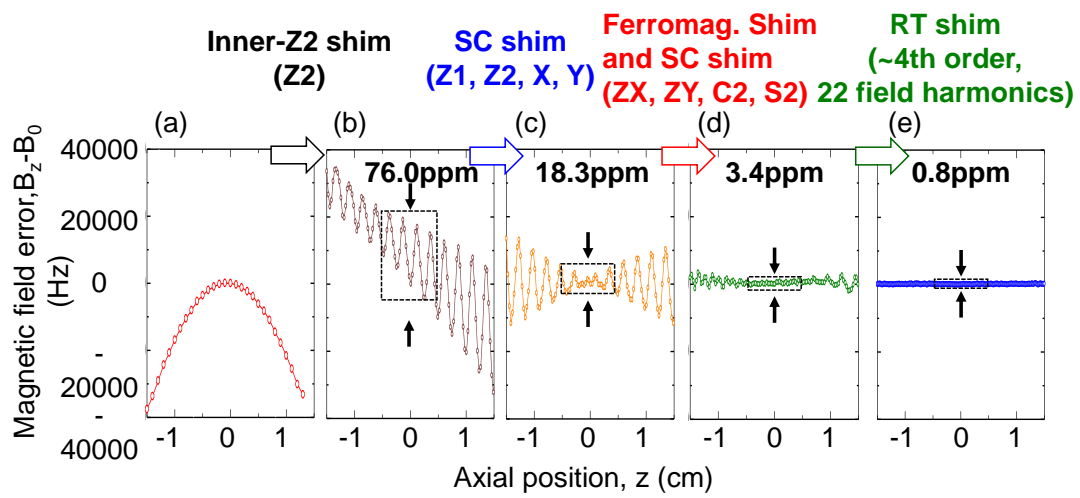 Inner-Z2 shim
(Z2)
SC shim
(Z1, Z2, X, Y)
Ferromag. Shim
and SC shim
(ZX, ZY, C2, S2)
RT shim
(~4th order,
22 field harmonics)
(a)
(b)
(c)
(d)
(e)
76.0ppm
18.3ppm
3.4ppm
0.8ppm
Magnetic field error,Bz-B0
(Hz)
40000
20000
0
-
20000
-
40000
-1 0 1
-1 0 1
-1 0 1
-1 0 1
-1 0 1
Axial position, z (cm)